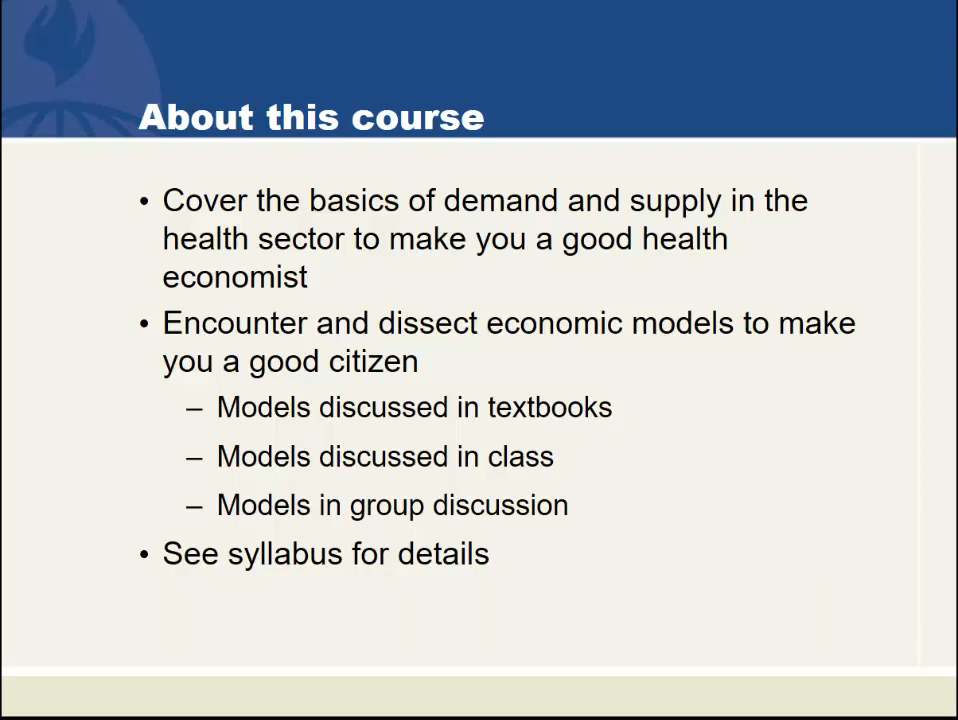 About this course
• Cover the basics of demand and supply in the
health sector to make you a good health
economist
• Encounter and dissect economic models to make
you a good citizen
– Models discussed in textbooks
– Models discussed in class
– Models in group discussion
• See syllabus for details